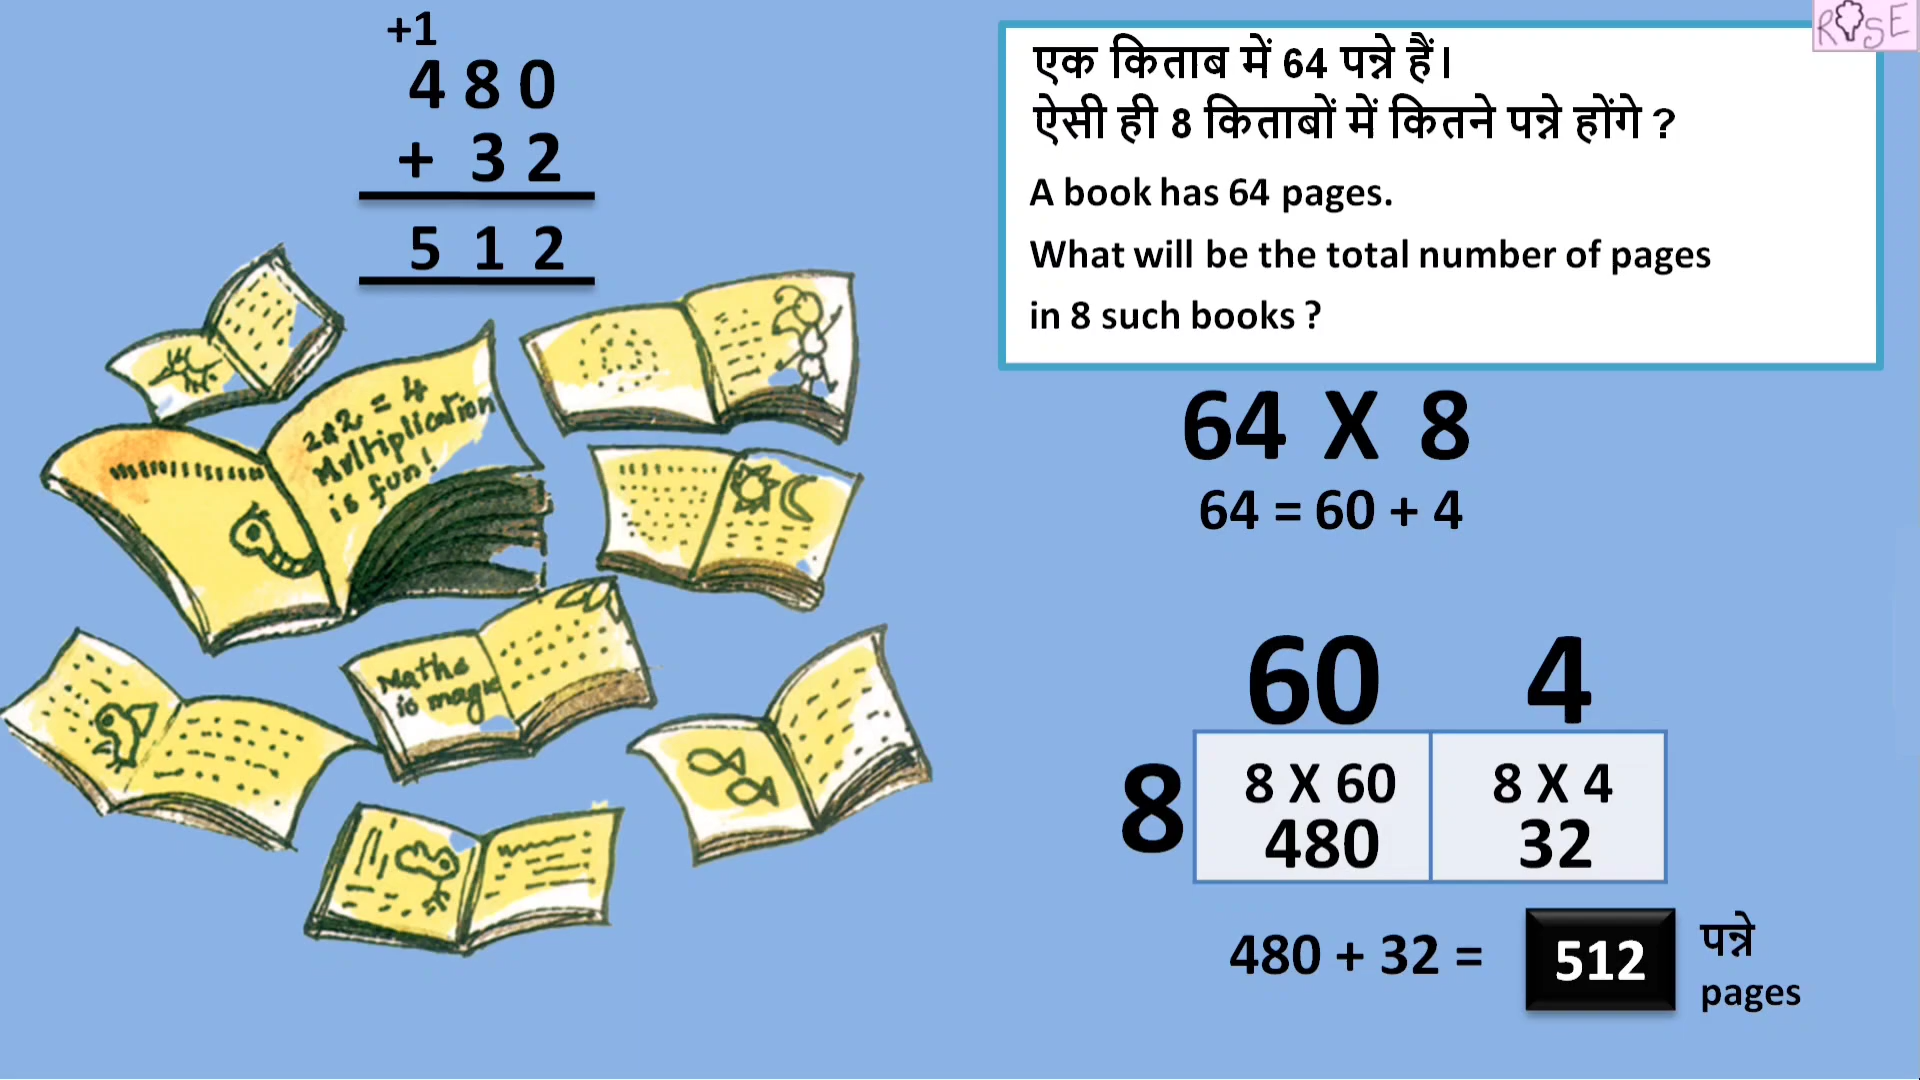 +1
4 8 0
+ 3 2
5 1 2
एक किताब में 64 पन्ने हैं।
ऐसी ही 8 किताबों में कितने पन्ने होंगे ?
A book has 64 pages.
What will be the total number of pages
in 8 such books ?
64 X 8
64 = 60 + 4
60 4
8
8 X 60 8 X 4
480 32
480 + 32 = 512
पन्ने
pages
2x2 = 4
Multiplication
is fun!
Maths
is magic
ROSE